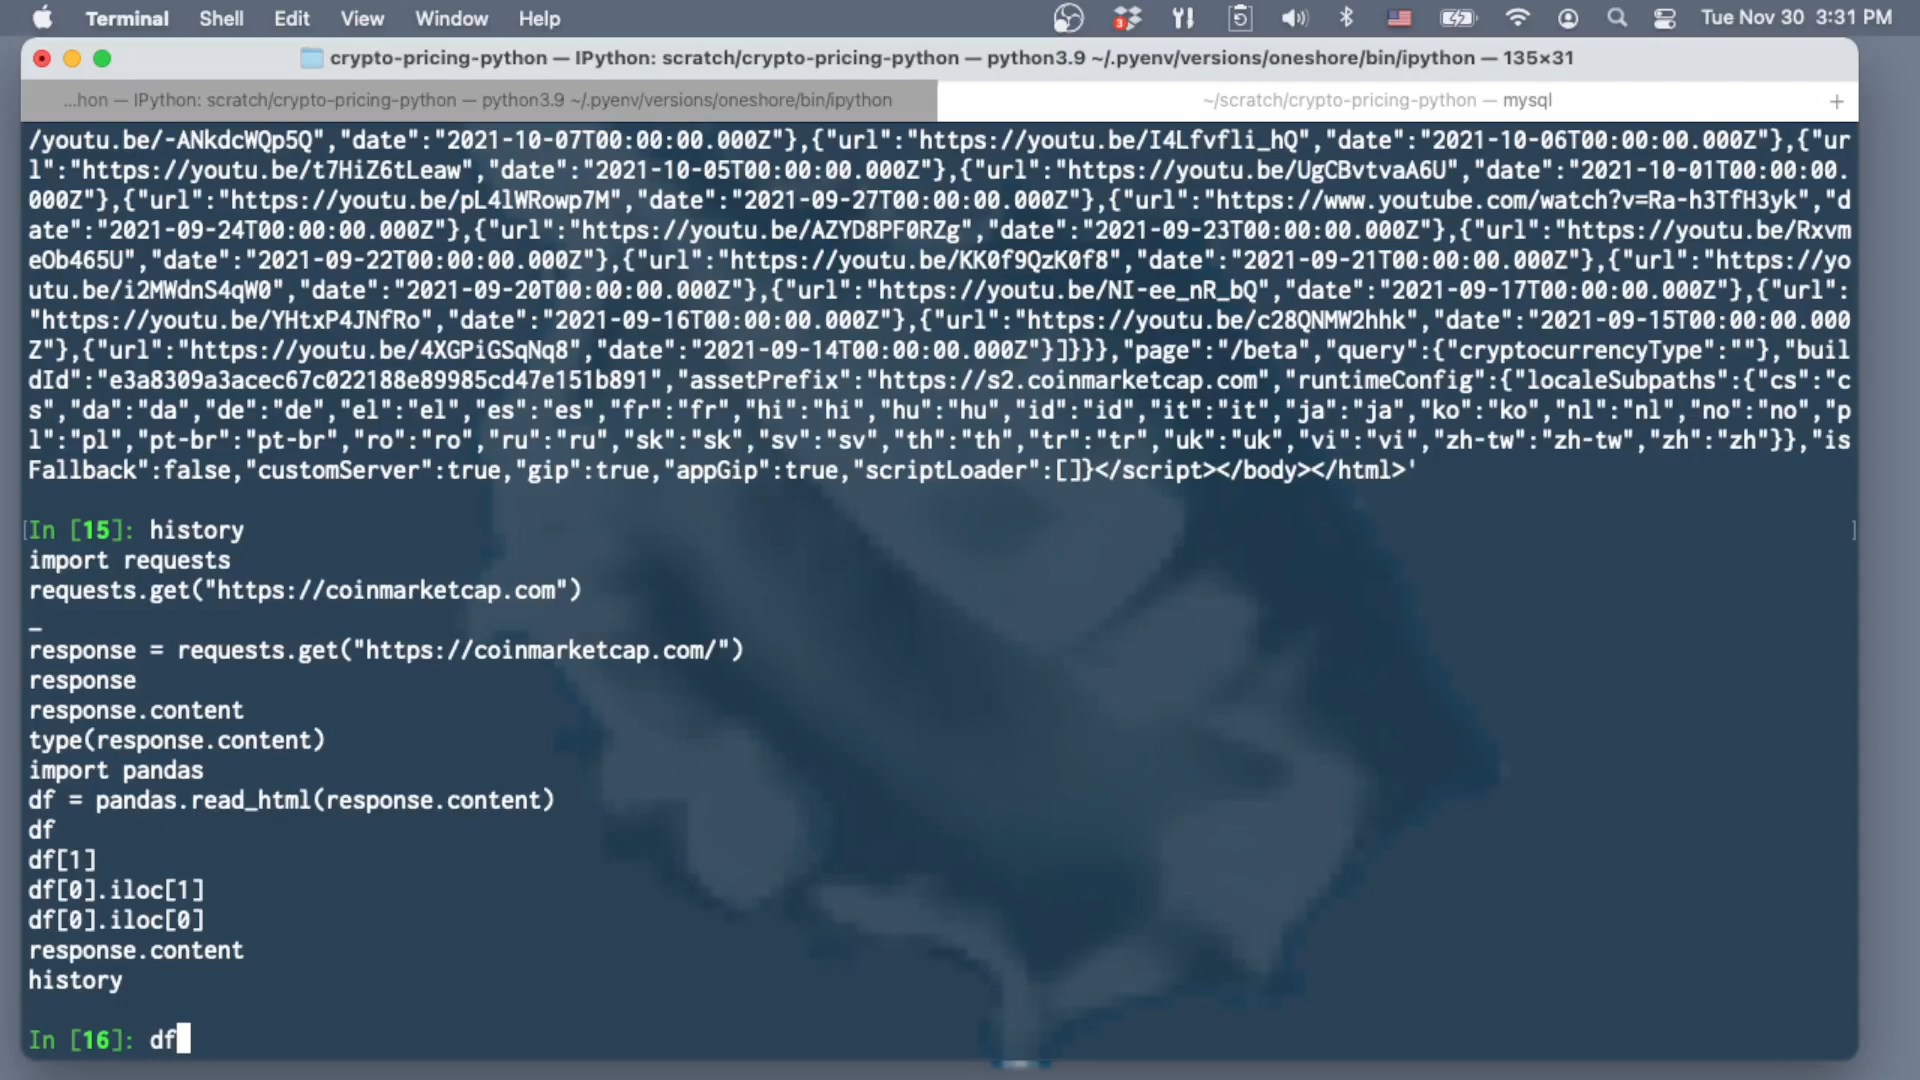 Terminal Shell Edit View Window Help 3 Tue Nov 30 3:31 PM
crypto-pricing-python — IPython: scratch/crypto-pricing-python — python3.9 ~/.pyenv/versions/oneshore/bin/ipython — 135×31
...hon — IPython: scratch/crypto-pricing-python — python3.9 ~/.pyenv/versions/oneshore/bin/ipython ~/scratch/crypto-pricing-python — mysql +
/youtu.be/-ANkdcWQp5Q","date":"2021-10-07T00:00:00.000Z"},{"url":"https://youtu.be/I4Lfvfli_hQ","date":"2021-10-06T00:00:00.000Z"},{"ur
l":"https://youtu.be/t7HiZ6tLeaw","date":"2021-10-05T00:00:00.000Z"},{"url":"https://youtu.be/UgCBvtvaA6U","date":"2021-10-01T00:00:00.
000Z"},{"url":"https://youtu.be/pL4lWRowp7M","date":"2021-09-27T00:00:00.000Z"},{"url":"https://www.youtube.com/watch?v=Ra-h3TfH3yk","d
ate":"2021-09-24T00:00:00.000Z"},{"url":"https://youtu.be/AZYD8PF0RZg","date":"2021-09-23T00:00:00.000Z"},{"url":"https://youtu.be/Rxvm
eOb465U","date":"2021-09-22T00:00:00.000Z"},{"url":"https://youtu.be/KK0f9QzK0f8","date":"2021-09-21T00:00:00.000Z"},{"url":"https://yo
utu.be/i2MWdnS4qW0","date":"2021-09-20T00:00:00.000Z"},{"url":"https://youtu.be/NI-ee_nR_bQ","date":"2021-09-17T00:00:00.000Z"},{"url":
"https://youtu.be/YHtxP4JNfRo","date":"2021-09-16T00:00:00.000Z"},{"url":"https://youtu.be/c28QNMW2hhk","date":"2021-09-15T00:00:00.000
Z"},{"url":"https://youtu.be/4XGPiGSqNq8","date":"2021-09-14T00:00:00.000Z"}]}}},"page":"/beta","query":{"cryptocurrencyType":""},"buil
dId":"e3a8309a3acec67c022188e89985cd47e151b891","assetPrefix":"https://s2.coinmarketcap.com","runtimeConfig":{"localeSubpaths":{"cs":"c
s","da":"da","de":"de","el":"el","es":"es","fr":"fr","hi":"hi","hu":"hu","id":"id","it":"it","ja":"ja","ko":"ko","nl":"nl","no":"no","p
l":"pl","pt-br":"pt-br","ro":"ro","ru":"ru","sk":"sk","sv":"sv","th":"th","tr":"tr","uk":"uk","vi":"vi","zh-tw":"zh-tw","zh":"zh"}},"is
Fallback":false,"customServer":true,"gip":true,"appGip":true,"scriptLoader":[]}</script></body></html>'
[In [15]: history ]
import requests
requests.get("https://coinmarketcap.com")
_
response = requests.get("https://coinmarketcap.com/")
response
response.content
type(response.content)
import pandas
df = pandas.read_html(response.content)
df
df[1]
df[0].iloc[1]
df[0].iloc[0]
response.content
history
In [16]: df